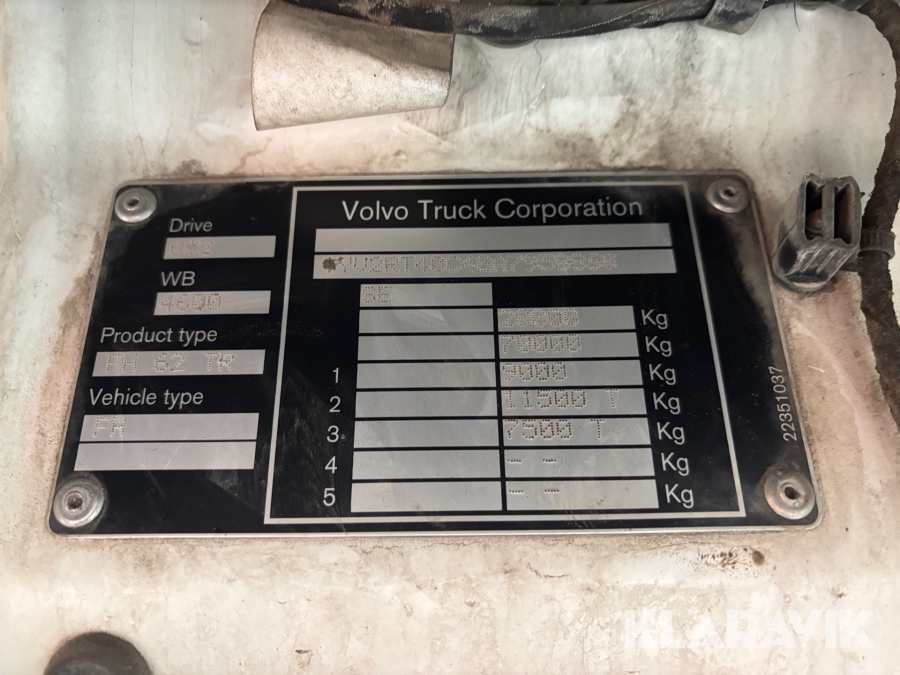 Volvo Truck Corporation
Drive
WB
4600
Product type
FH 62 TR
Vehicle type
FH
SE
Kg
70000 Kg
1 9000 Kg
2 11500 T Kg
3 7500 T Kg
4 -- -- Kg
5 -- -- Kg
22351037
KLARAVIK